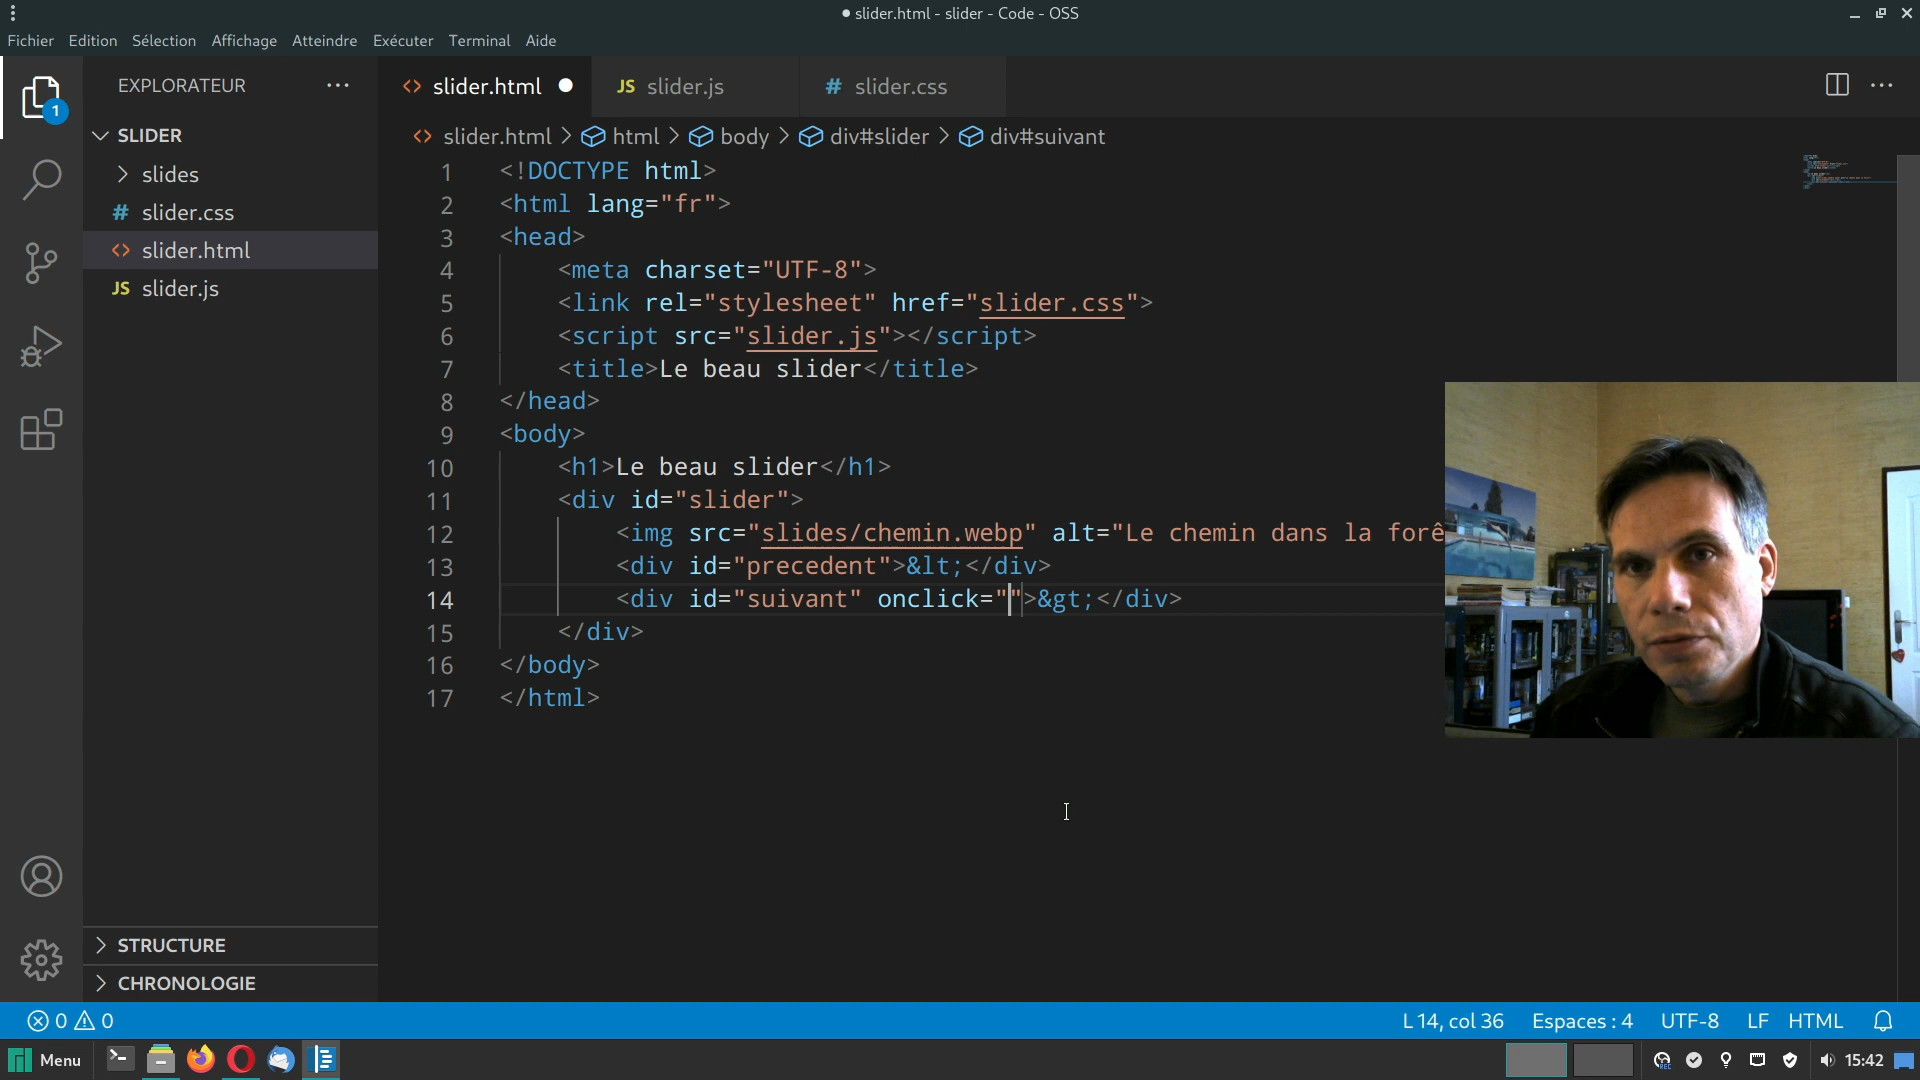 slider.html - slider - Code - OSS
Fichier Edition Sélection Affichage Atteindre Exécuter Terminal Aide
1
EXPLORATEUR
SLIDER
slides
# slider.css
<> slider.html
JS slider.js
STRUCTURE
CHRONOLOGIE
<> slider.html ● JS slider.js # slider.css
<> slider.html > html > body > div#slider > div#suivant
1 <!DOCTYPE html>
2 <html lang="fr">
3 <head>
4 <meta charset="UTF-8">
5 <link rel="stylesheet" href="slider.css">
6 <script src="slider.js"></script>
7 <title>Le beau slider</title>
8 </head>
9 <body>
10 <h1>Le beau slider</h1>
11 <div id="slider">
12 <img src="slides/chemin.webp" alt="Le chemin dans la forê
13 <div id="precedent">&lt;</div>
14 <div id="suivant" onclick="">&gt;</div>
15 </div>
16 </body>
17 </html>
0 0 L 14, col 36 Espaces : 4 UTF-8 LF HTML
Menu 15:42